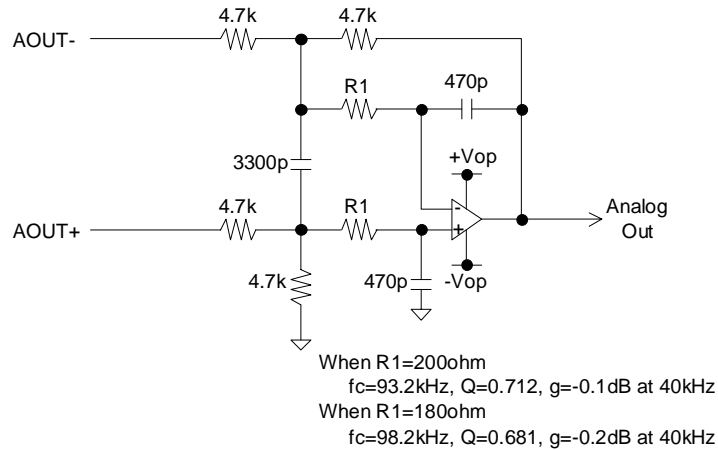 4.7k 4.7k
AOUT-
R1 470p
3300p +Vop
4.7k R1 - Analog
AOUT+ + Out
4.7k 470p -Vop
When R1=200ohm
fc=93.2kHz, Q=0.712, g=-0.1dB at 40kHz
When R1=180ohm
fc=98.2kHz, Q=0.681, g=-0.2dB at 40kHz